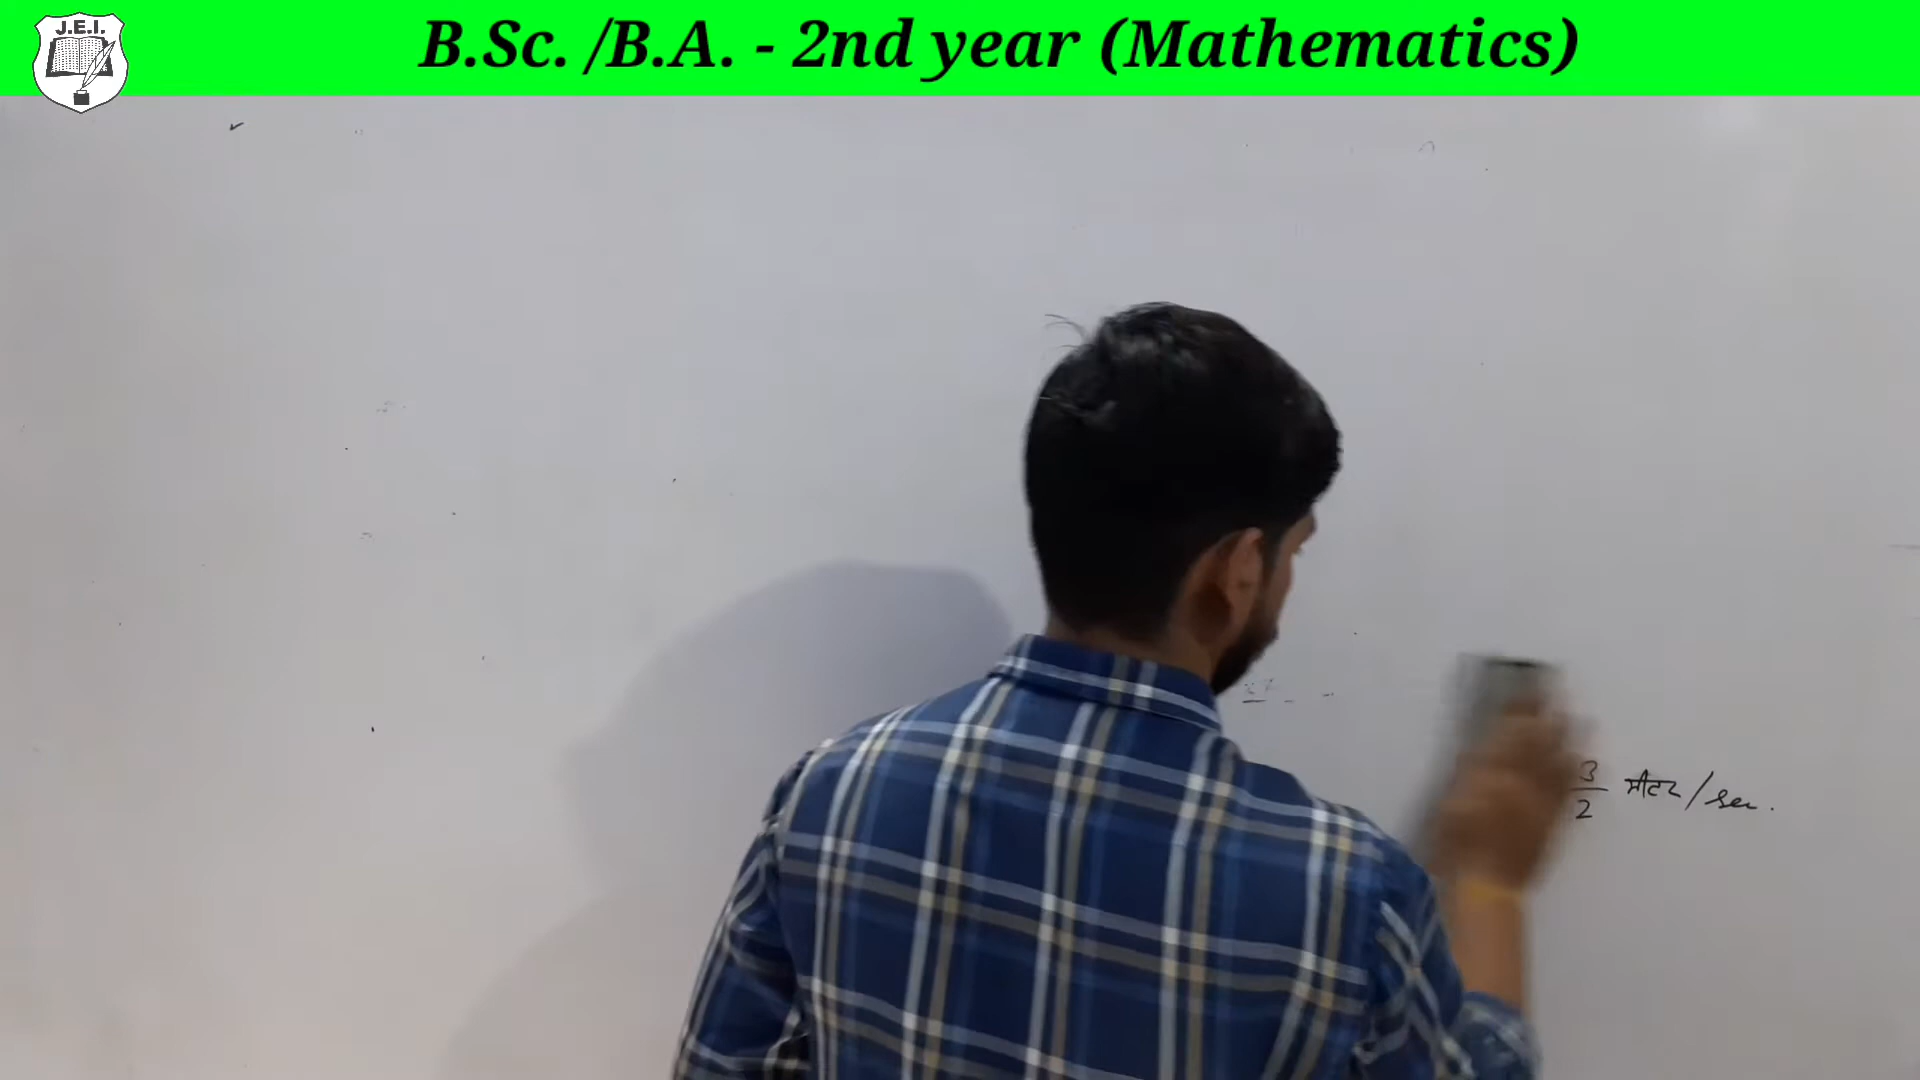 J.E.I.
B.Sc. /B.A. - 2nd year (Mathematics)
3/2 मीटर/sec.